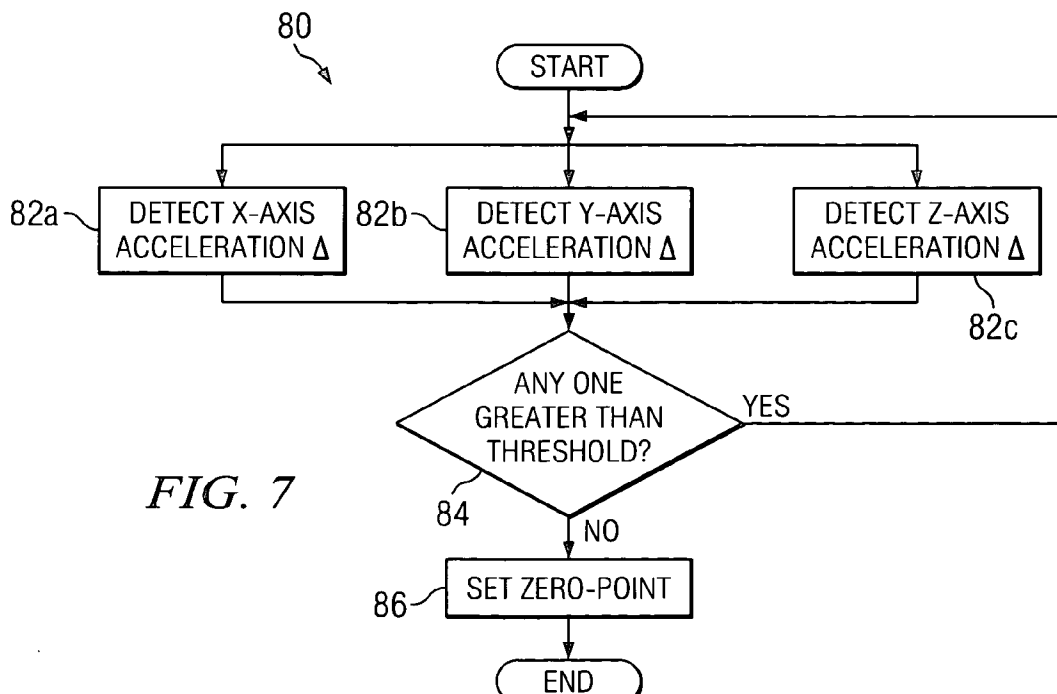 80
START
82a
DETECT X-AXIS
ACCELERATION Δ
82b
DETECT Y-AXIS
ACCELERATION Δ
DETECT Z-AXIS
ACCELERATION Δ
82c
ANY ONE
GREATER THAN
THRESHOLD?
YES
84
FIG. 7
NO
86
SET ZERO-POINT
END